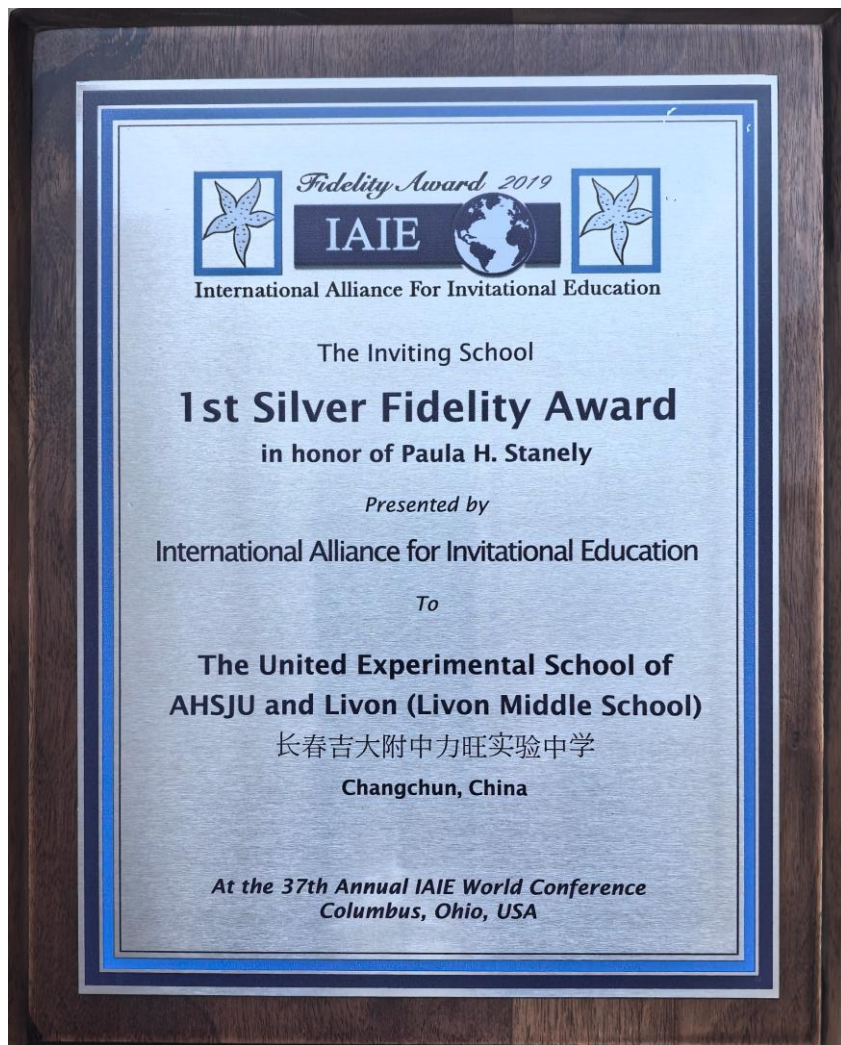 Fidelity Award 2019
IAIE
International Alliance For Invitational Education
The Inviting School
1st Silver Fidelity Award
in honor of Paula H. Stanely
Presented by
International Alliance for Invitational Education
To
The United Experimental School of
AHSJU and Livon (Livon Middle School)
长春吉大附中力旺实验中学
Changchun, China
At the 37th Annual IAIE World Conference
Columbus, Ohio, USA